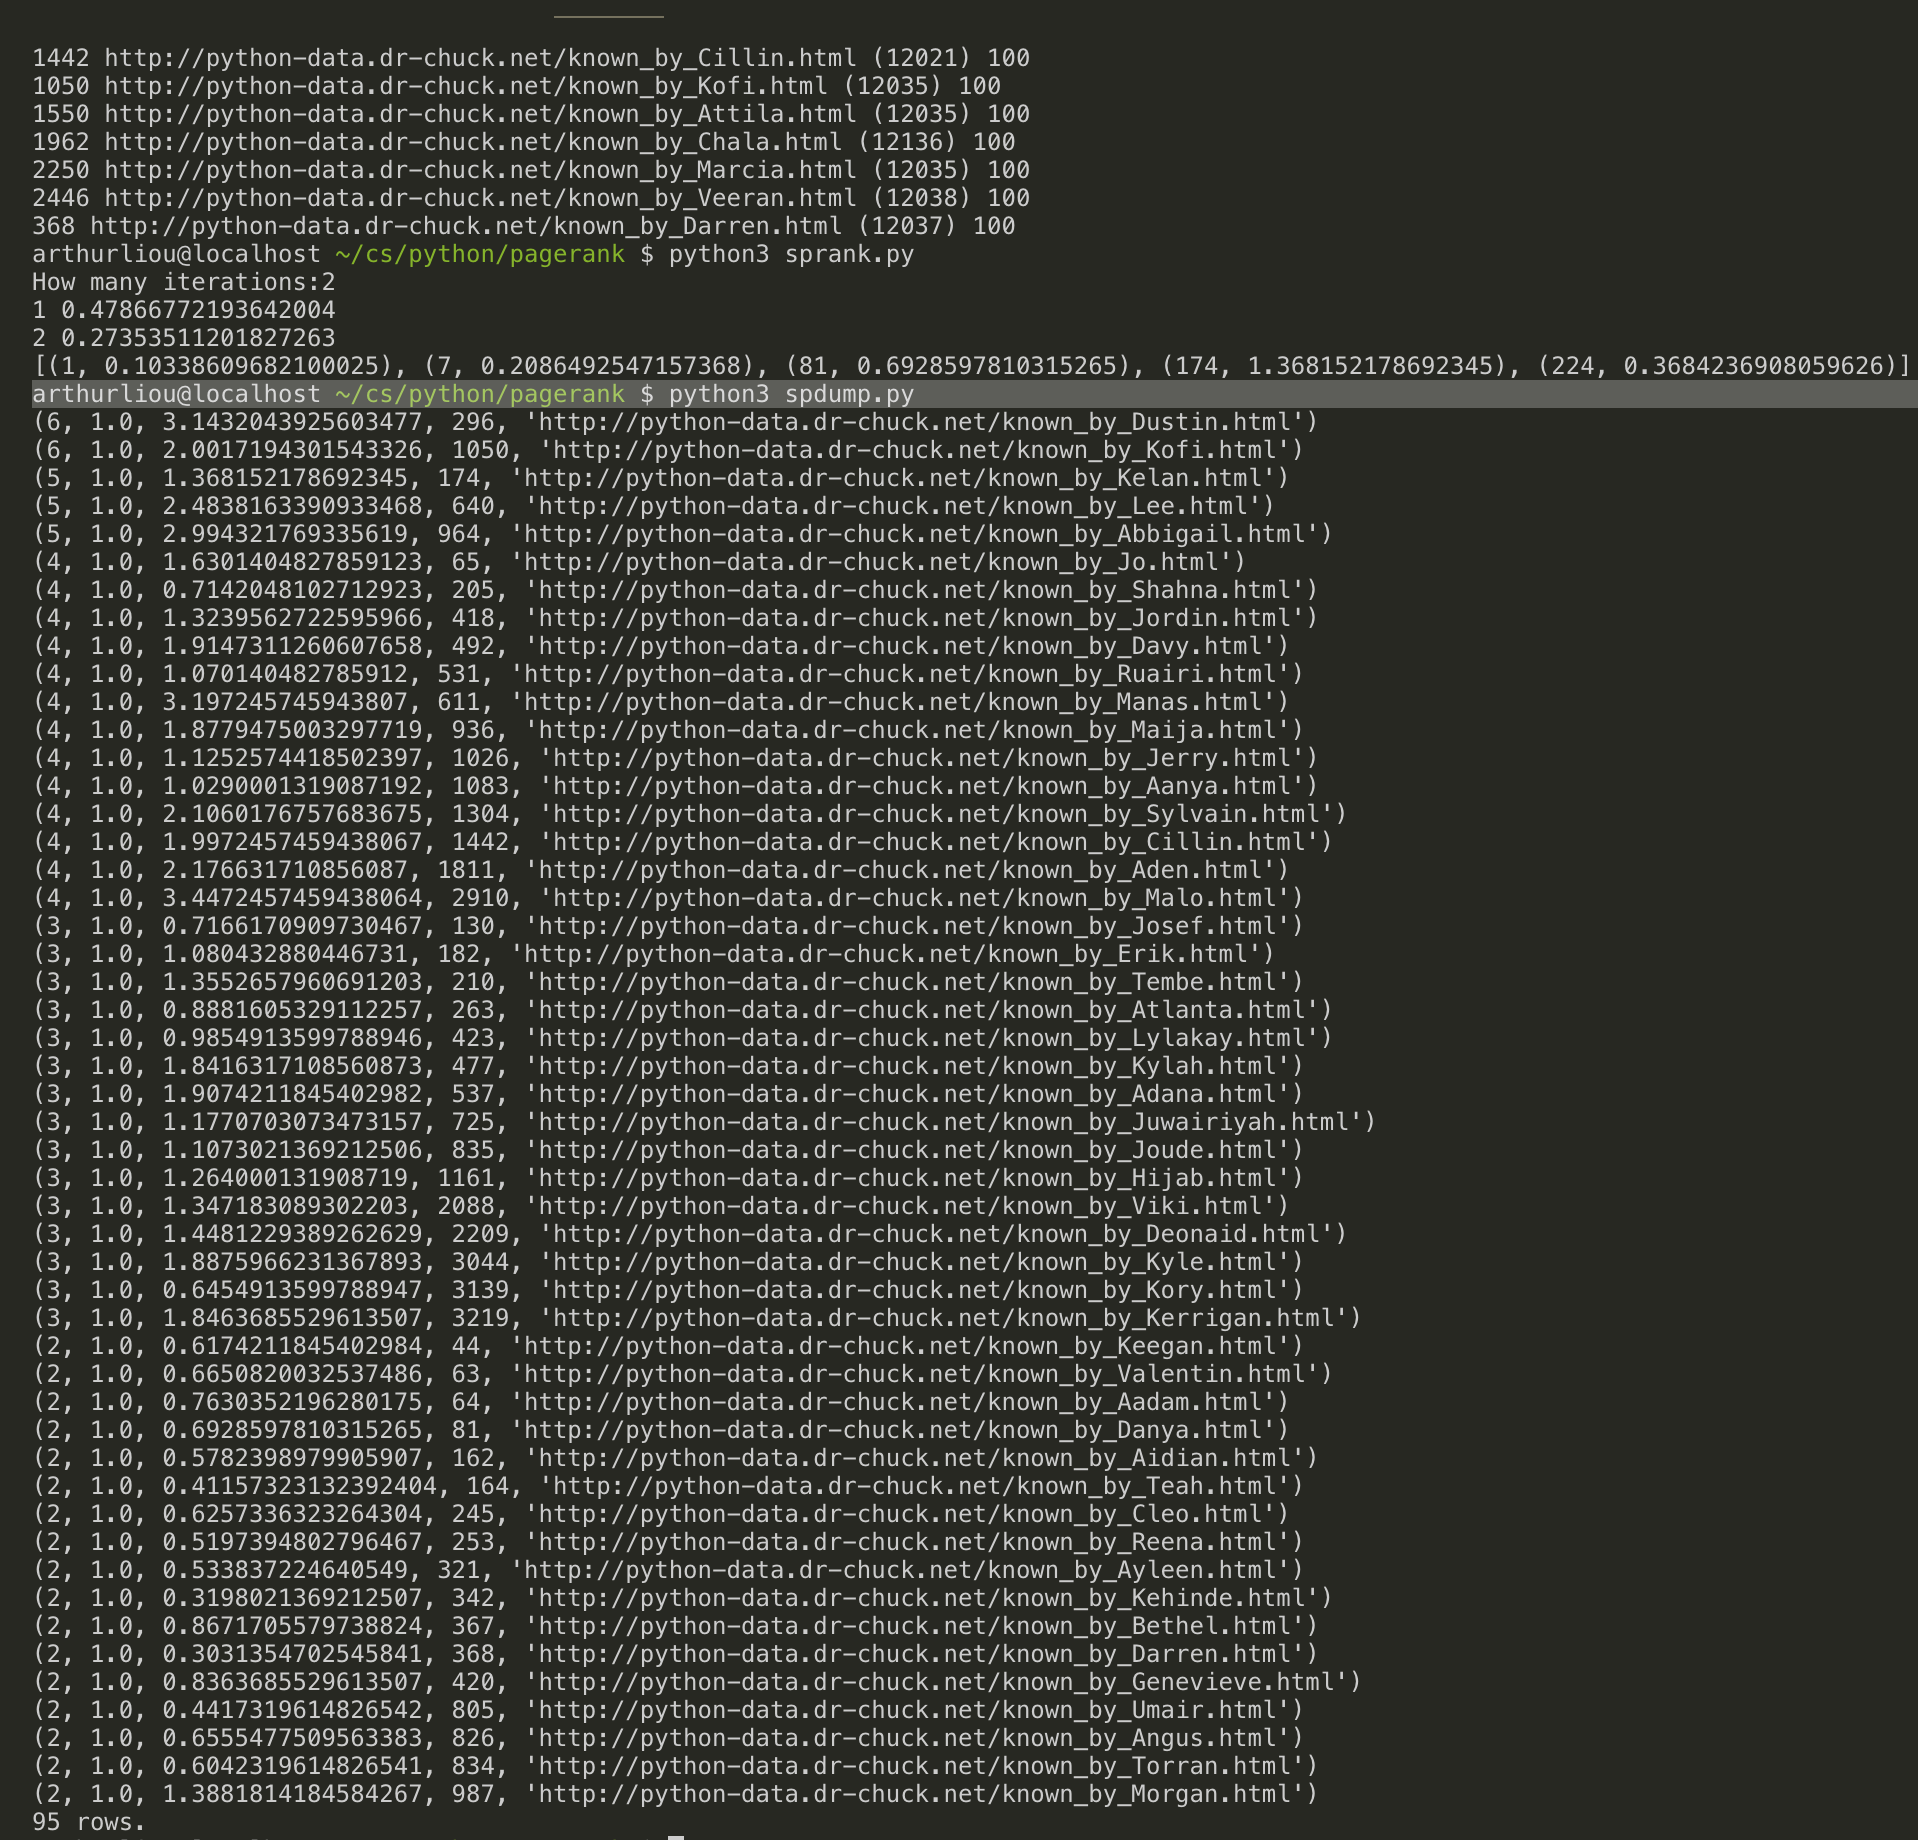 1442 http://python-data.dr-chuck.net/known_by_Cillin.html (12021) 100
1050 http://python-data.dr-chuck.net/known_by_Kofi.html (12035) 100
1550 http://python-data.dr-chuck.net/known_by_Attila.html (12035) 100
1962 http://python-data.dr-chuck.net/known_by_Chala.html (12136) 100
2250 http://python-data.dr-chuck.net/known_by_Marcia.html (12035) 100
2446 http://python-data.dr-chuck.net/known_by_Veeran.html (12038) 100
368 http://python-data.dr-chuck.net/known_by_Darren.html (12037) 100
arthurliou@localhost ~/cs/python/pagerank $ python3 sprank.py
How many iterations:2
1 0.47866772193642004
2 0.27353511201827263
[(1, 0.10338609682100025), (7, 0.2086492547157368), (81, 0.6928597810315265), (174, 1.368152178692345), (224, 0.3684236908059626)]
arthurliou@localhost ~/cs/python/pagerank $ python3 spdump.py
(6, 1.0, 3.1432043925603477, 296, 'http://python-data.dr-chuck.net/known_by_Dustin.html')
(6, 1.0, 2.0017194301543326, 1050, 'http://python-data.dr-chuck.net/known_by_Kofi.html')
(5, 1.0, 1.368152178692345, 174, 'http://python-data.dr-chuck.net/known_by_Kelan.html')
(5, 1.0, 2.4838163390933468, 640, 'http://python-data.dr-chuck.net/known_by_Lee.html')
(5, 1.0, 2.994321769335619, 964, 'http://python-data.dr-chuck.net/known_by_Abbigail.html')
(4, 1.0, 1.6301404827859123, 65, 'http://python-data.dr-chuck.net/known_by_Jo.html')
(4, 1.0, 0.7142048102712923, 205, 'http://python-data.dr-chuck.net/known_by_Shahna.html')
(4, 1.0, 1.3239562722595966, 418, 'http://python-data.dr-chuck.net/known_by_Jordin.html')
(4, 1.0, 1.9147311260607658, 492, 'http://python-data.dr-chuck.net/known_by_Davy.html')
(4, 1.0, 1.070140482785912, 531, 'http://python-data.dr-chuck.net/known_by_Ruairi.html')
(4, 1.0, 3.197245745943807, 611, 'http://python-data.dr-chuck.net/known_by_Manas.html')
(4, 1.0, 1.8779475003297719, 936, 'http://python-data.dr-chuck.net/known_by_Maija.html')
(4, 1.0, 1.1252574418502397, 1026, 'http://python-data.dr-chuck.net/known_by_Jerry.html')
(4, 1.0, 1.0290001319087192, 1083, 'http://python-data.dr-chuck.net/known_by_Aanya.html')
(4, 1.0, 2.1060176757683675, 1304, 'http://python-data.dr-chuck.net/known_by_Sylvain.html')
(4, 1.0, 1.9972457459438067, 1442, 'http://python-data.dr-chuck.net/known_by_Cillin.html')
(4, 1.0, 2.176631710856087, 1811, 'http://python-data.dr-chuck.net/known_by_Aden.html')
(4, 1.0, 3.4472457459438064, 2910, 'http://python-data.dr-chuck.net/known_by_Malo.html')
(3, 1.0, 0.7166170909730467, 130, 'http://python-data.dr-chuck.net/known_by_Josef.html')
(3, 1.0, 1.080432880446731, 182, 'http://python-data.dr-chuck.net/known_by_Erik.html')
(3, 1.0, 1.3552657960691203, 210, 'http://python-data.dr-chuck.net/known_by_Tembe.html')
(3, 1.0, 0.8881605329112257, 263, 'http://python-data.dr-chuck.net/known_by_Atlanta.html')
(3, 1.0, 0.9854913599788946, 423, 'http://python-data.dr-chuck.net/known_by_Lylakay.html')
(3, 1.0, 1.8416317108560873, 477, 'http://python-data.dr-chuck.net/known_by_Kylah.html')
(3, 1.0, 1.9074211845402982, 537, 'http://python-data.dr-chuck.net/known_by_Adana.html')
(3, 1.0, 1.1770703073473157, 725, 'http://python-data.dr-chuck.net/known_by_Juwairiyah.html')
(3, 1.0, 1.1073021369212506, 835, 'http://python-data.dr-chuck.net/known_by_Joude.html')
(3, 1.0, 1.264000131908719, 1161, 'http://python-data.dr-chuck.net/known_by_Hijab.html')
(3, 1.0, 1.347183089302203, 2088, 'http://python-data.dr-chuck.net/known_by_Viki.html')
(3, 1.0, 1.4481229389262629, 2209, 'http://python-data.dr-chuck.net/known_by_Deonaid.html')
(3, 1.0, 1.8875966231367893, 3044, 'http://python-data.dr-chuck.net/known_by_Kyle.html')
(3, 1.0, 0.6454913599788947, 3139, 'http://python-data.dr-chuck.net/known_by_Kory.html')
(3, 1.0, 1.8463685529613507, 3219, 'http://python-data.dr-chuck.net/known_by_Kerrigan.html')
(2, 1.0, 0.6174211845402984, 44, 'http://python-data.dr-chuck.net/known_by_Keegan.html')
(2, 1.0, 0.6650820032537486, 63, 'http://python-data.dr-chuck.net/known_by_Valentin.html')
(2, 1.0, 0.7630352196280175, 64, 'http://python-data.dr-chuck.net/known_by_Aadam.html')
(2, 1.0, 0.6928597810315265, 81, 'http://python-data.dr-chuck.net/known_by_Danya.html')
(2, 1.0, 0.5782398979905907, 162, 'http://python-data.dr-chuck.net/known_by_Aidian.html')
(2, 1.0, 0.41157323132392404, 164, 'http://python-data.dr-chuck.net/known_by_Teah.html')
(2, 1.0, 0.6257336323264304, 245, 'http://python-data.dr-chuck.net/known_by_Cleo.html')
(2, 1.0, 0.5197394802796467, 253, 'http://python-data.dr-chuck.net/known_by_Reena.html')
(2, 1.0, 0.533837224640549, 321, 'http://python-data.dr-chuck.net/known_by_Ayleen.html')
(2, 1.0, 0.3198021369212507, 342, 'http://python-data.dr-chuck.net/known_by_Kehinde.html')
(2, 1.0, 0.8671705579738824, 367, 'http://python-data.dr-chuck.net/known_by_Bethel.html')
(2, 1.0, 0.3031354702545841, 368, 'http://python-data.dr-chuck.net/known_by_Darren.html')
(2, 1.0, 0.8363685529613507, 420, 'http://python-data.dr-chuck.net/known_by_Genevieve.html')
(2, 1.0, 0.4417319614826542, 805, 'http://python-data.dr-chuck.net/known_by_Umair.html')
(2, 1.0, 0.6555477509563383, 826, 'http://python-data.dr-chuck.net/known_by_Angus.html')
(2, 1.0, 0.6042319614826541, 834, 'http://python-data.dr-chuck.net/known_by_Torran.html')
(2, 1.0, 1.3881814184584267, 987, 'http://python-data.dr-chuck.net/known_by_Morgan.html')
95 rows.